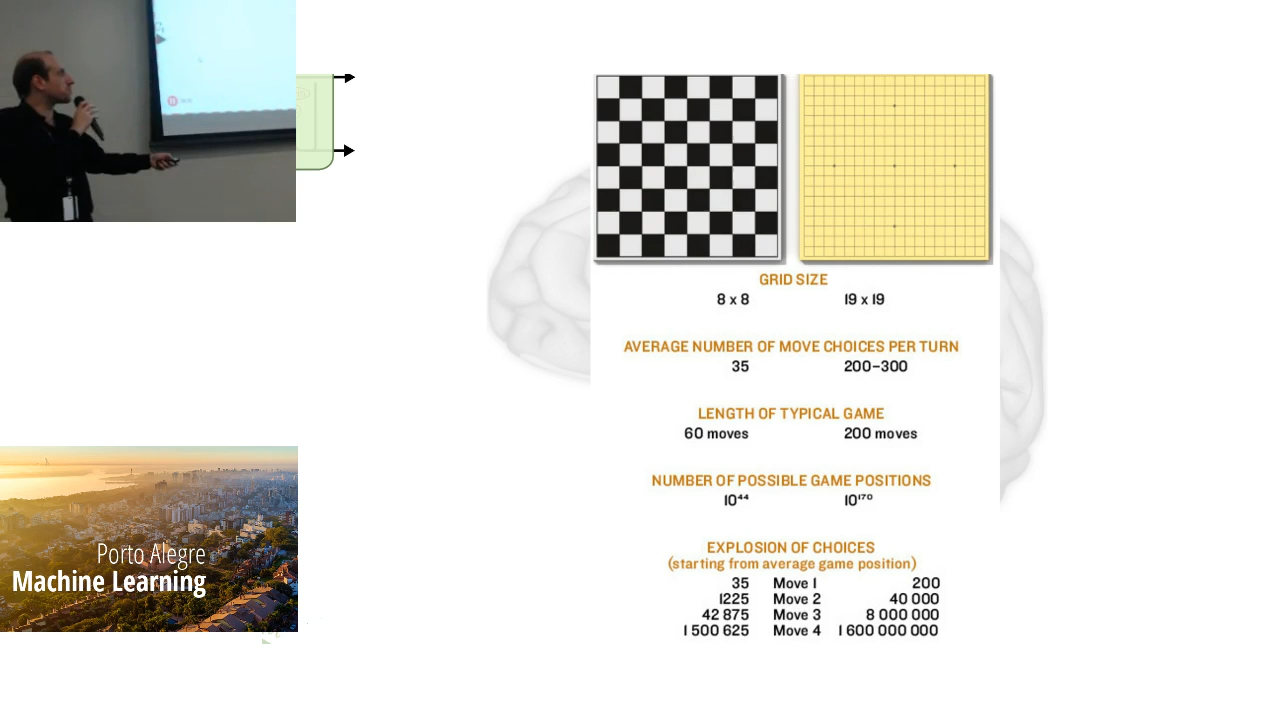 GRID SIZE
8 x 8 19 x 19
AVERAGE NUMBER OF MOVE CHOICES PER TURN
35 200–300
LENGTH OF TYPICAL GAME
60 moves 200 moves
NUMBER OF POSSIBLE GAME POSITIONS
10⁴⁴ 10¹⁷⁰
EXPLOSION OF CHOICES
(starting from average game position)
35 Move 1 200
1225 Move 2 40 000
42 875 Move 3 8 000 000
1 500 625 Move 4 1 600 000 000
Porto Alegre
Machine Learning